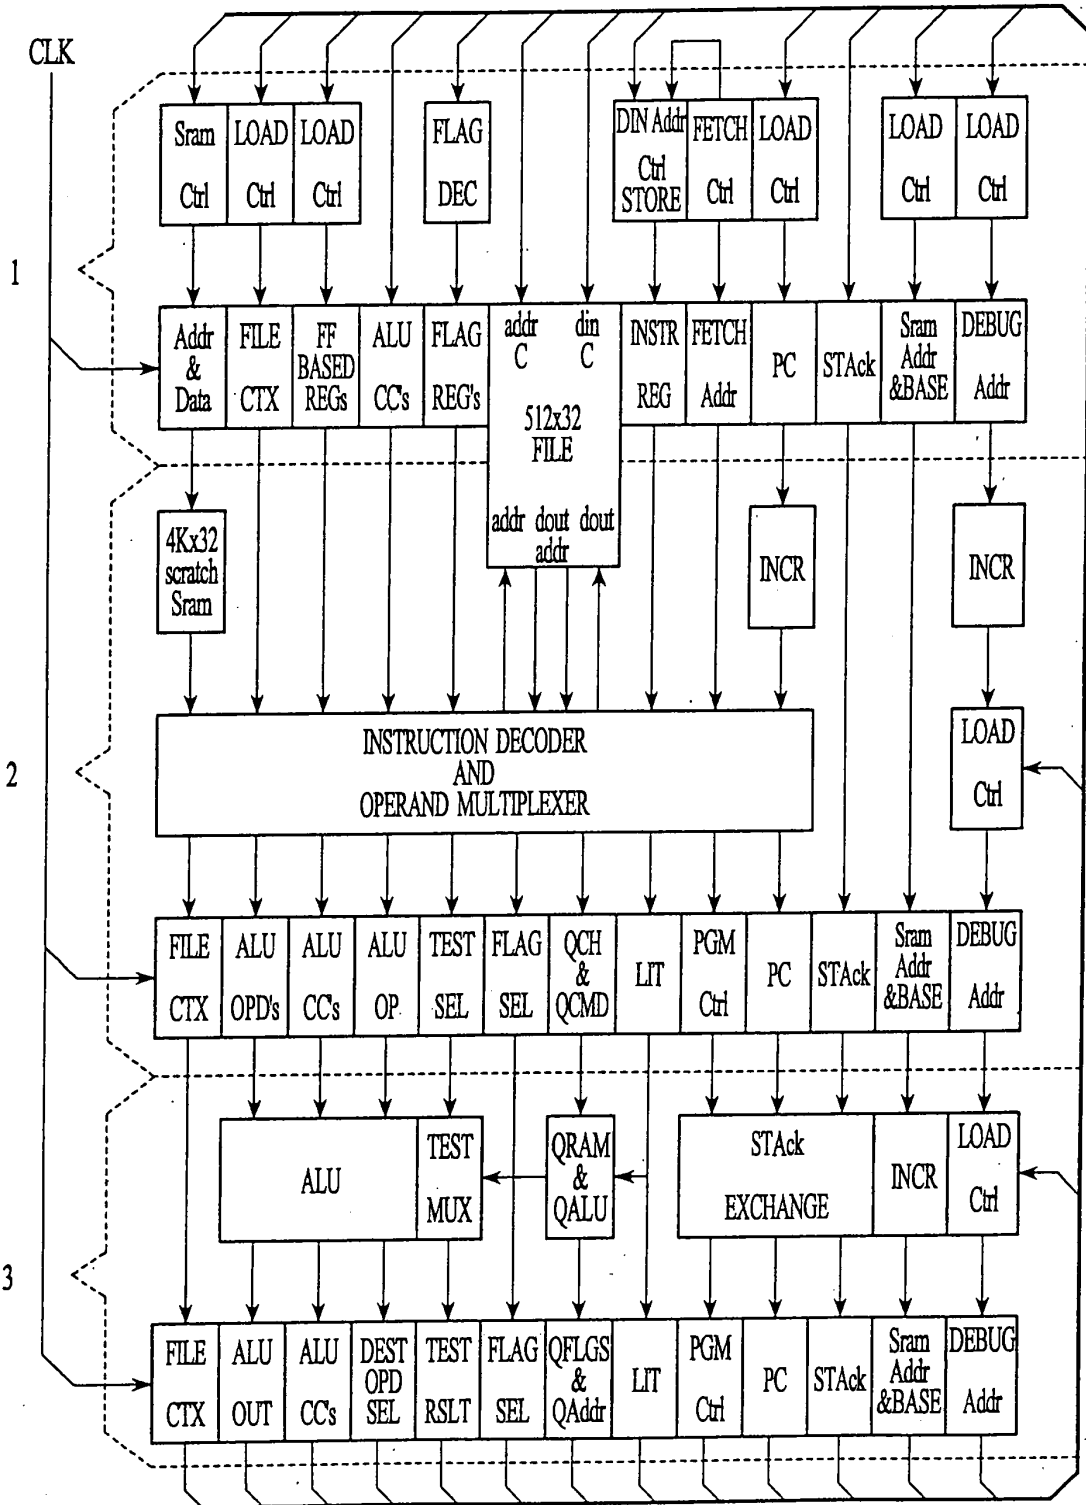 CLK
Sram Ctrl
LOAD Ctrl
LOAD Ctrl
FLAG DEC
DIN Addr Ctrl STORE
FETCH Ctrl
LOAD Ctrl
LOAD Ctrl
LOAD Ctrl
1
Addr & Data
FILE CTX
FF BASED REGs
ALU CC's
FLAG REG's
addr C
din C
512x32 FILE
addr dout dout
addr
INSTR REG
FETCH Addr
PC
STAck
Sram Addr &BASE
DEBUG Addr
4Kx32 scratch Sram
INCR
INCR
2
INSTRUCTION DECODER
AND
OPERAND MULTIPLEXER
LOAD Ctrl
FILE CTX
ALU OPD's
ALU CC's
ALU OP
TEST SEL
FLAG SEL
QCH & QCMD
LIT
PGM Ctrl
PC
STAck
Sram Addr &BASE
DEBUG Addr
3
ALU
TEST MUX
QRAM & QALU
STAck EXCHANGE
INCR
LOAD Ctrl
FILE CTX
ALU OUT
ALU CC's
DEST OPD SEL
TEST RSLT
FLAG SEL
QFLGS & QAddr
LIT
PGM Ctrl
PC
STAck
Sram Addr &BASE
DEBUG Addr